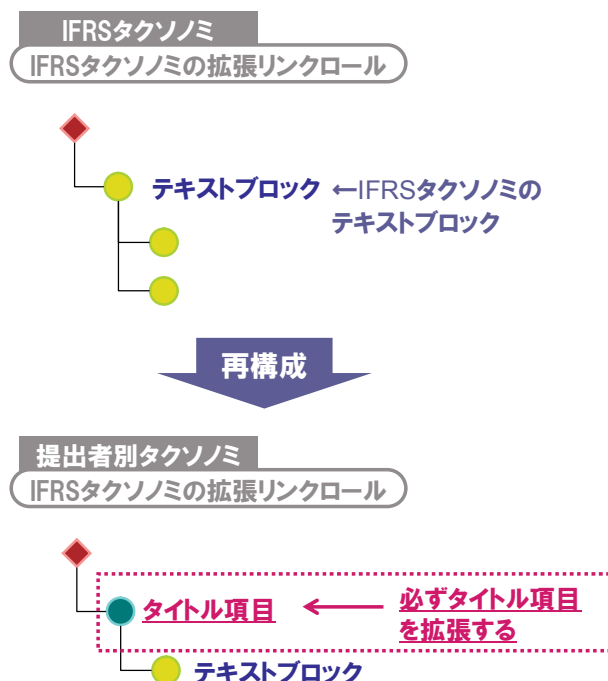 IFRSタクソノミ
IFRSタクソノミの拡張リンクロール
テキストブロック ←IFRSタクソノミの
テキストブロック
再構成
提出者別タクソノミ
IFRSタクソノミの拡張リンクロール
タイトル項目 ← 必ずタイトル項目
を拡張する
テキストブロック